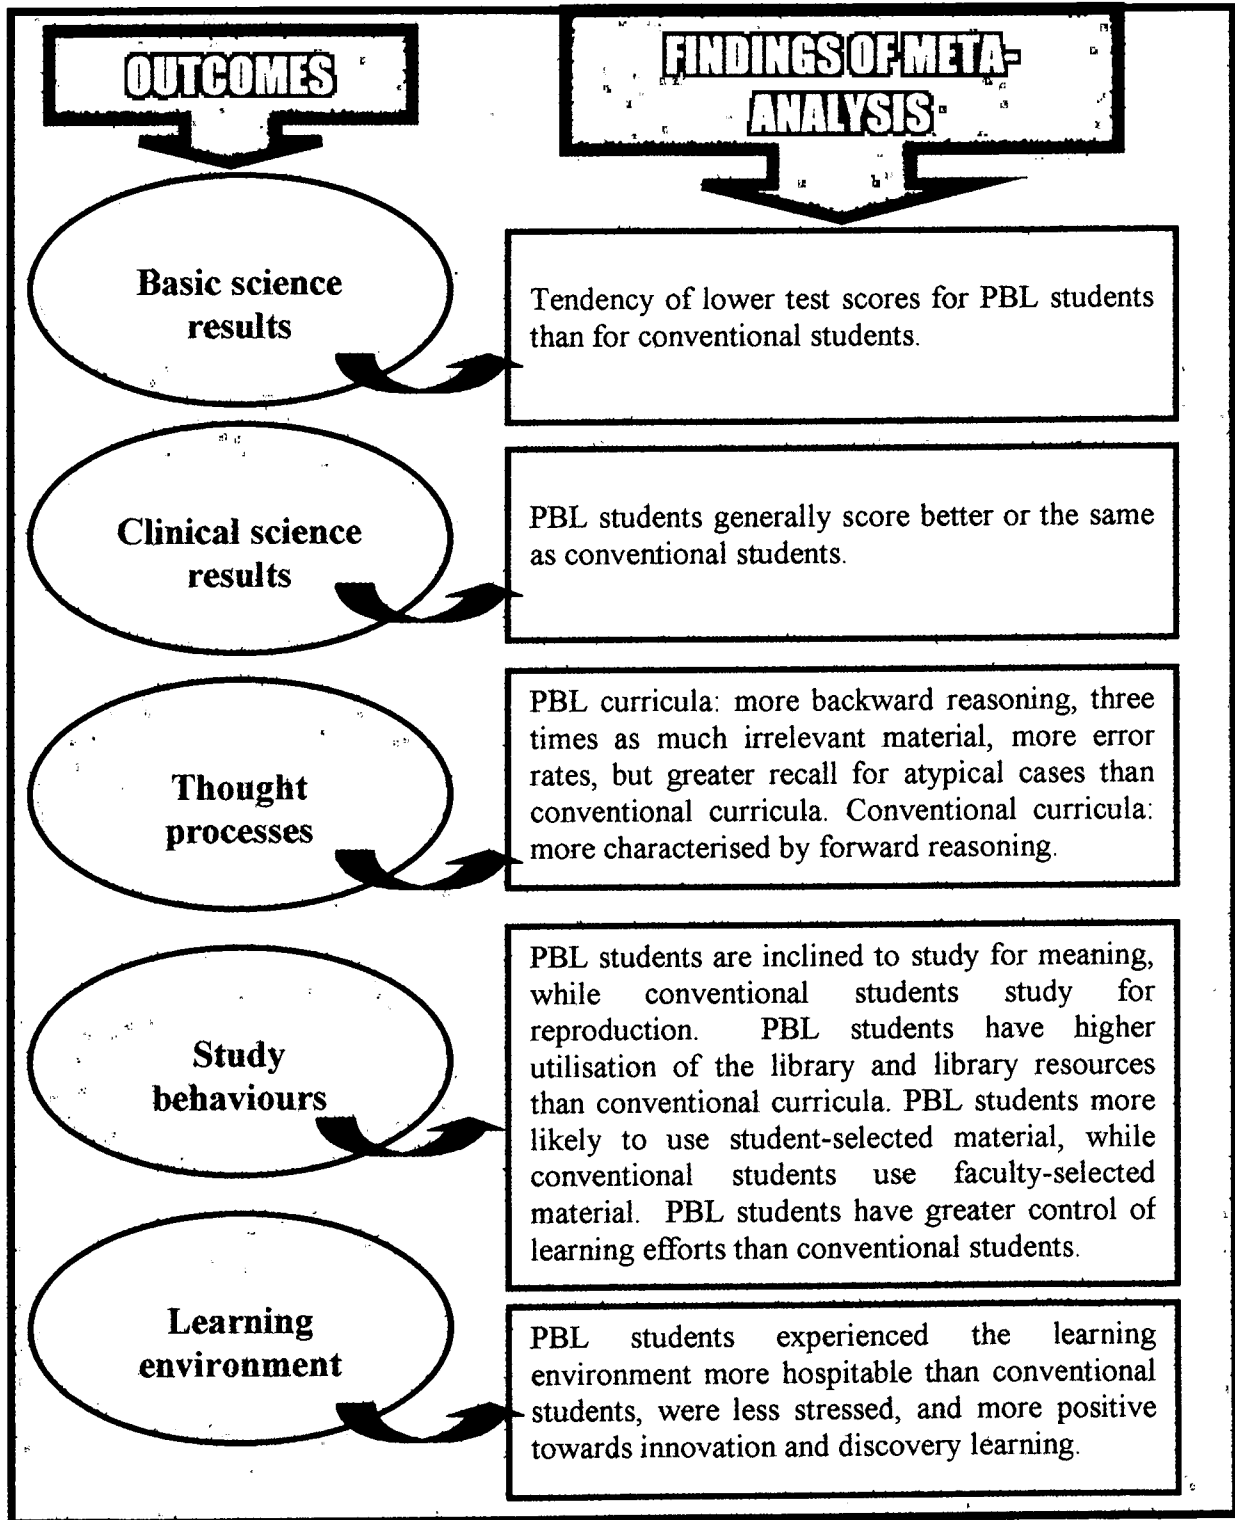 OUTCOMES
FINDINGS OF META-
ANALYSIS
Basic science
results
Tendency of lower test scores for PBL students
than for conventional students.
Clinical science
results
PBL students generally score better or the same
as conventional students.
Thought
processes
PBL curricula: more backward reasoning, three
times as much irrelevant material, more error
rates, but greater recall for atypical cases than
conventional curricula. Conventional curricula:
more characterised by forward reasoning.
Study
behaviours
PBL students are inclined to study for meaning,
while conventional students study for
reproduction. PBL students have higher
utilisation of the library and library resources
than conventional curricula. PBL students more
likely to use student-selected material, while
conventional students use faculty-selected
material. PBL students have greater control of
learning efforts than conventional students.
Learning
environment
PBL students experienced the learning
environment more hospitable than conventional
students, were less stressed, and more positive
towards innovation and discovery learning.